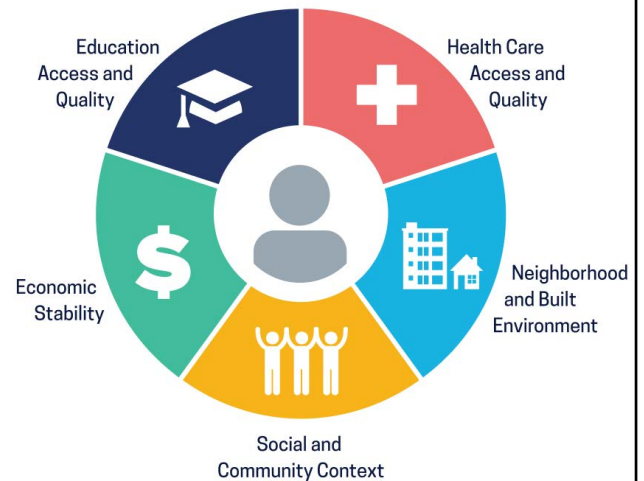 Education
Access and
Quality
Health Care
Access and
Quality
Economic
Stability
Neighborhood
and Built
Environment
Social and
Community Context
$